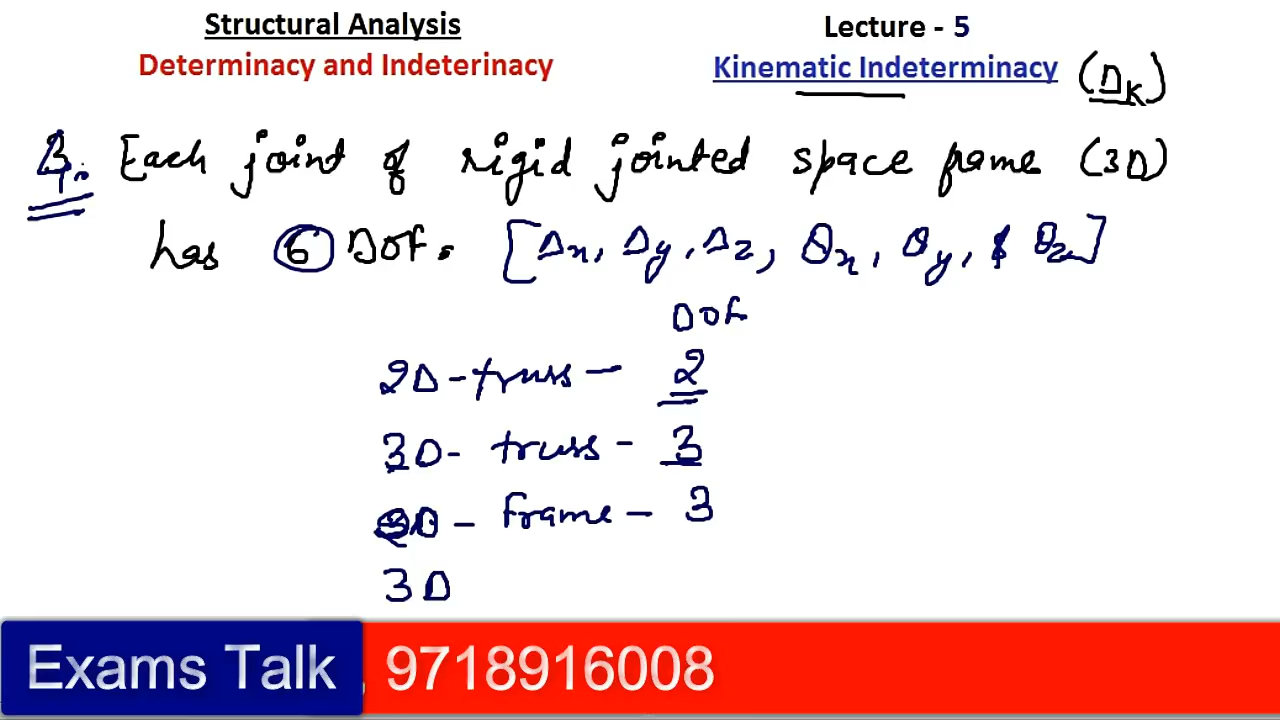 Structural Analysis
Lecture - 5
Determinacy and Indeterinacy
Kinematic Indeterminacy (Dk)
4. Each joint of rigid jointed space frame (3D)
has 6 DOF. [Δx, Δy, Δz, θx, θy, & θz]
DOF
2D - truss - 2
3D - truss - 3
2D - frame - 3
3D
Exams Talk, 9718916008